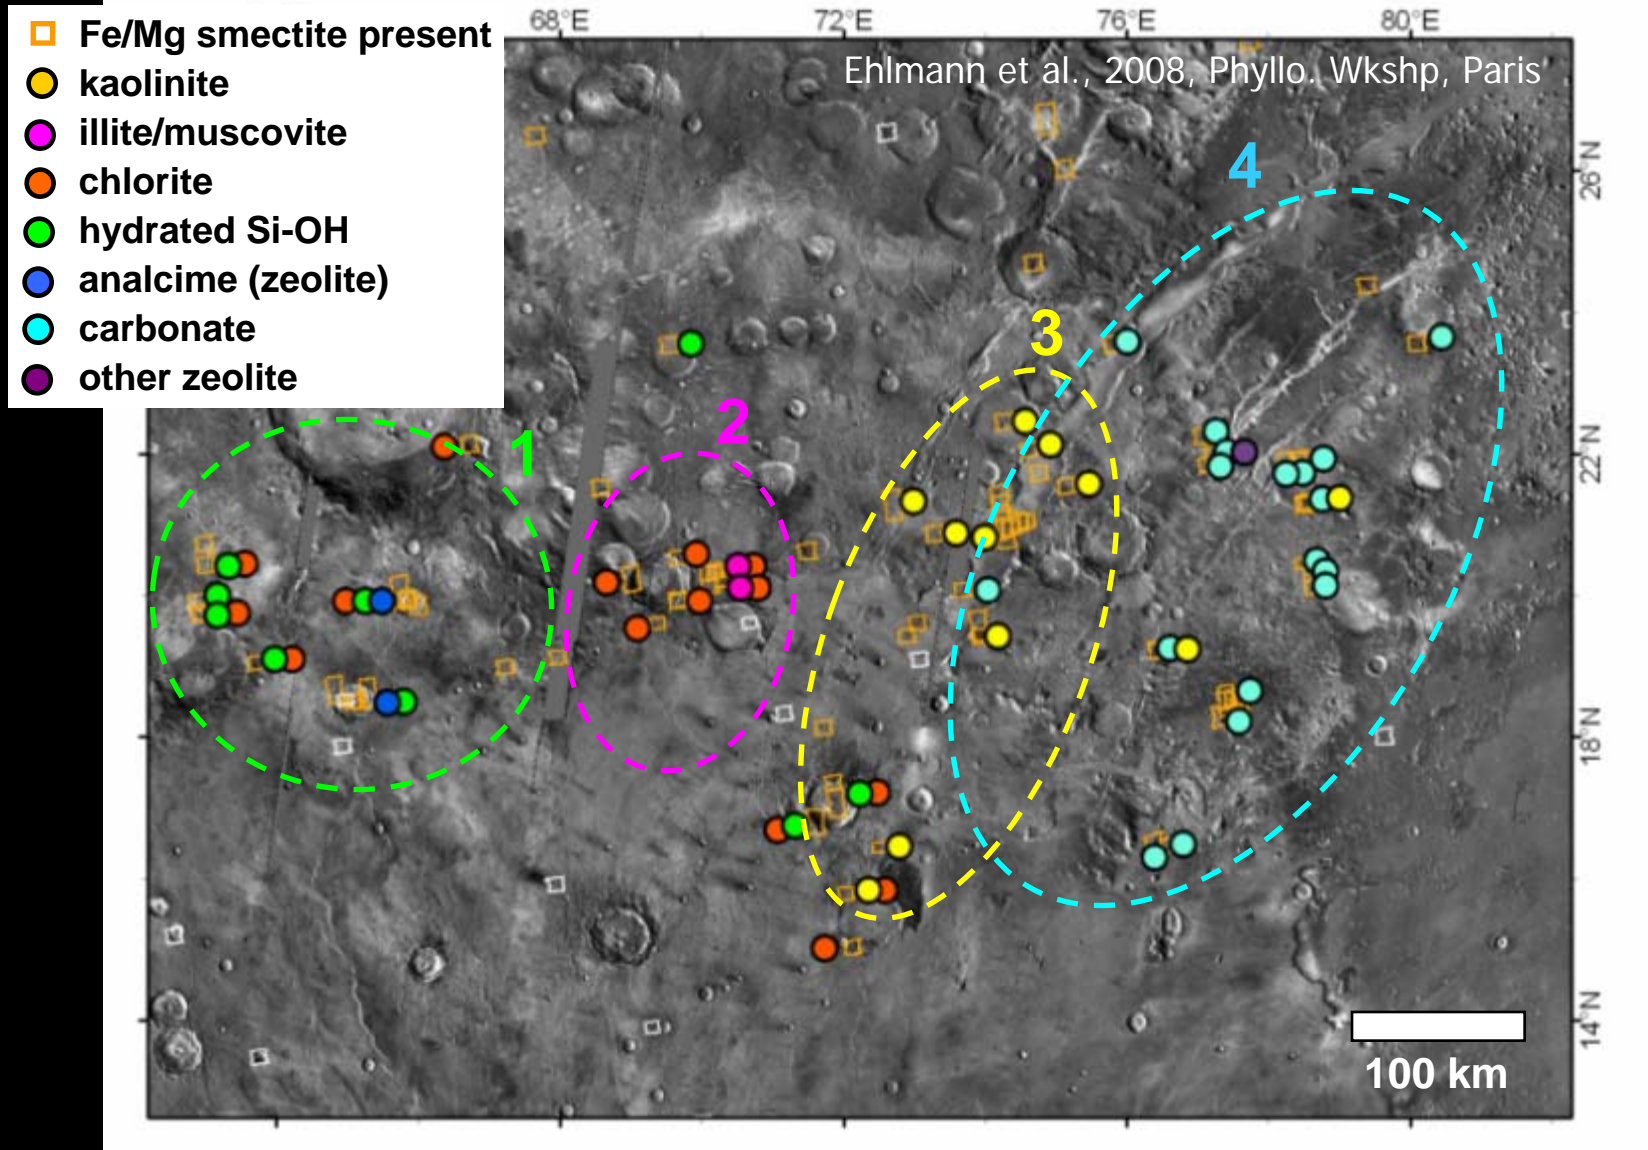 Fe/Mg smectite present
kaolinite
illite/muscovite
chlorite
hydrated Si-OH
analcime (zeolite)
carbonate
other zeolite
68°E
72°E
76°E
80°E
Ehlmann et al., 2008, Phyllo. Wkshp, Paris
26°N
22°N
18°N
14°N
1
2
3
4
100 km